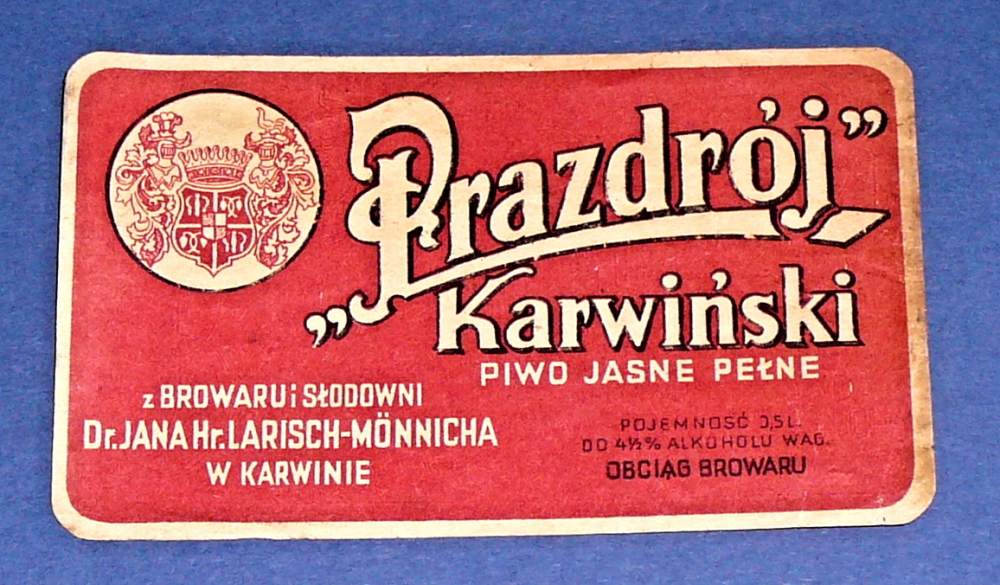 „Prazdrój”
Karwiński
PIWO JASNE PEŁNE
z BROWARU i SŁODOWNI
Dr. JANA Hr. LARISCH-MÖNNICHA
W KARWINIE
POJEMNOŚĆ 0,5 L.
DO 4½% ALKOHOLU WAG.
OBCIĄG BROWARU